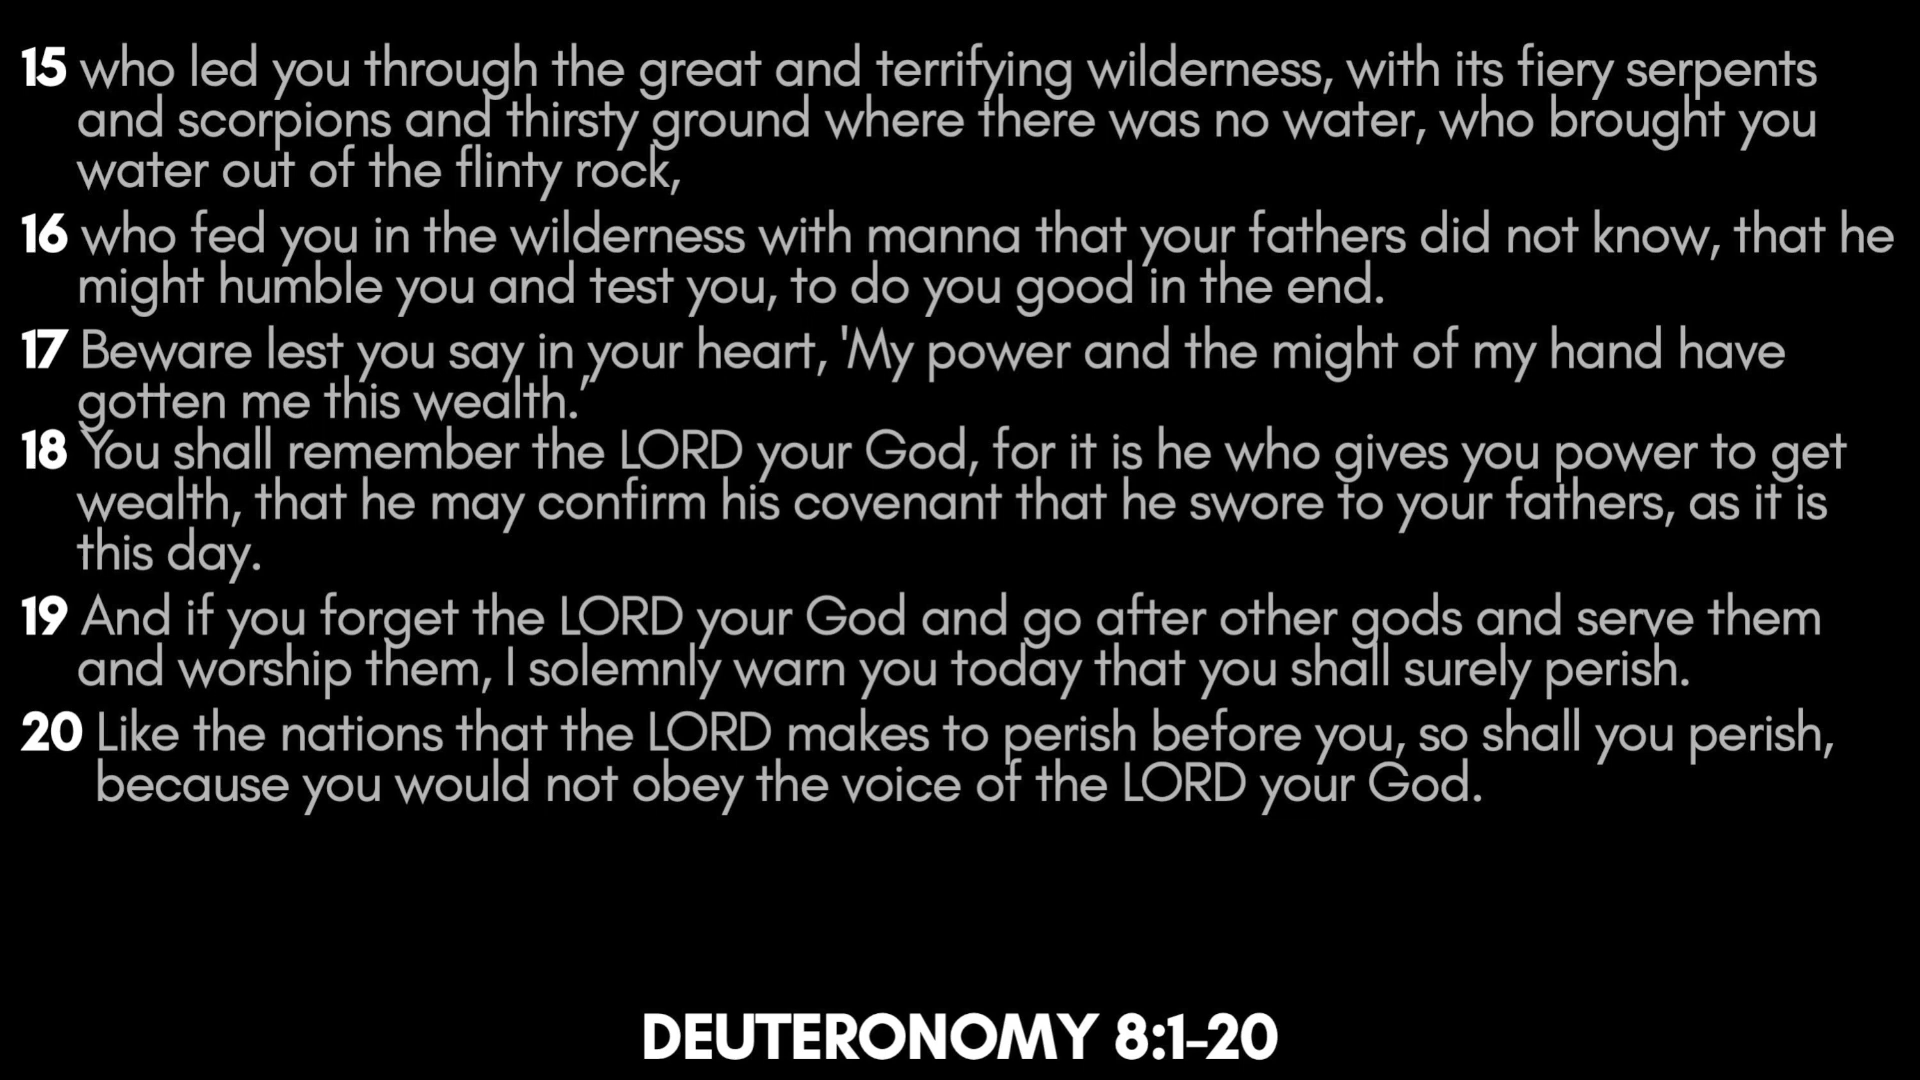 15 who led you through the great and terrifying wilderness, with its fiery serpents
and scorpions and thirsty ground where there was no water, who brought you
water out of the flinty rock,
16 who fed you in the wilderness with manna that your fathers did not know, that he
might humble you and test you, to do you good in the end.
17 Beware lest you say in your heart, 'My power and the might of my hand have
gotten me this wealth.’
18 You shall remember the LORD your God, for it is he who gives you power to get
wealth, that he may confirm his covenant that he swore to your fathers, as it is
this day.
19 And if you forget the LORD your God and go after other gods and serve them
and worship them, I solemnly warn you today that you shall surely perish.
20 Like the nations that the LORD makes to perish before you, so shall you perish,
because you would not obey the voice of the LORD your God.
DEUTERONOMY 8:1–20